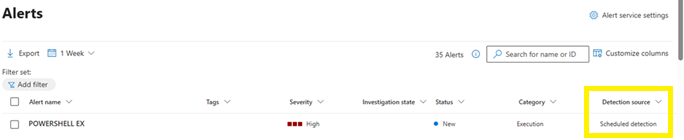 Alerts
Alert service settings
Export 1 Week 35 Alerts Search for name or ID Customize columns
Filter set:
Add filter
Alert name Tags Severity Investigation state Status Category Detection source
POWERSHELL EX High New Execution Scheduled detection